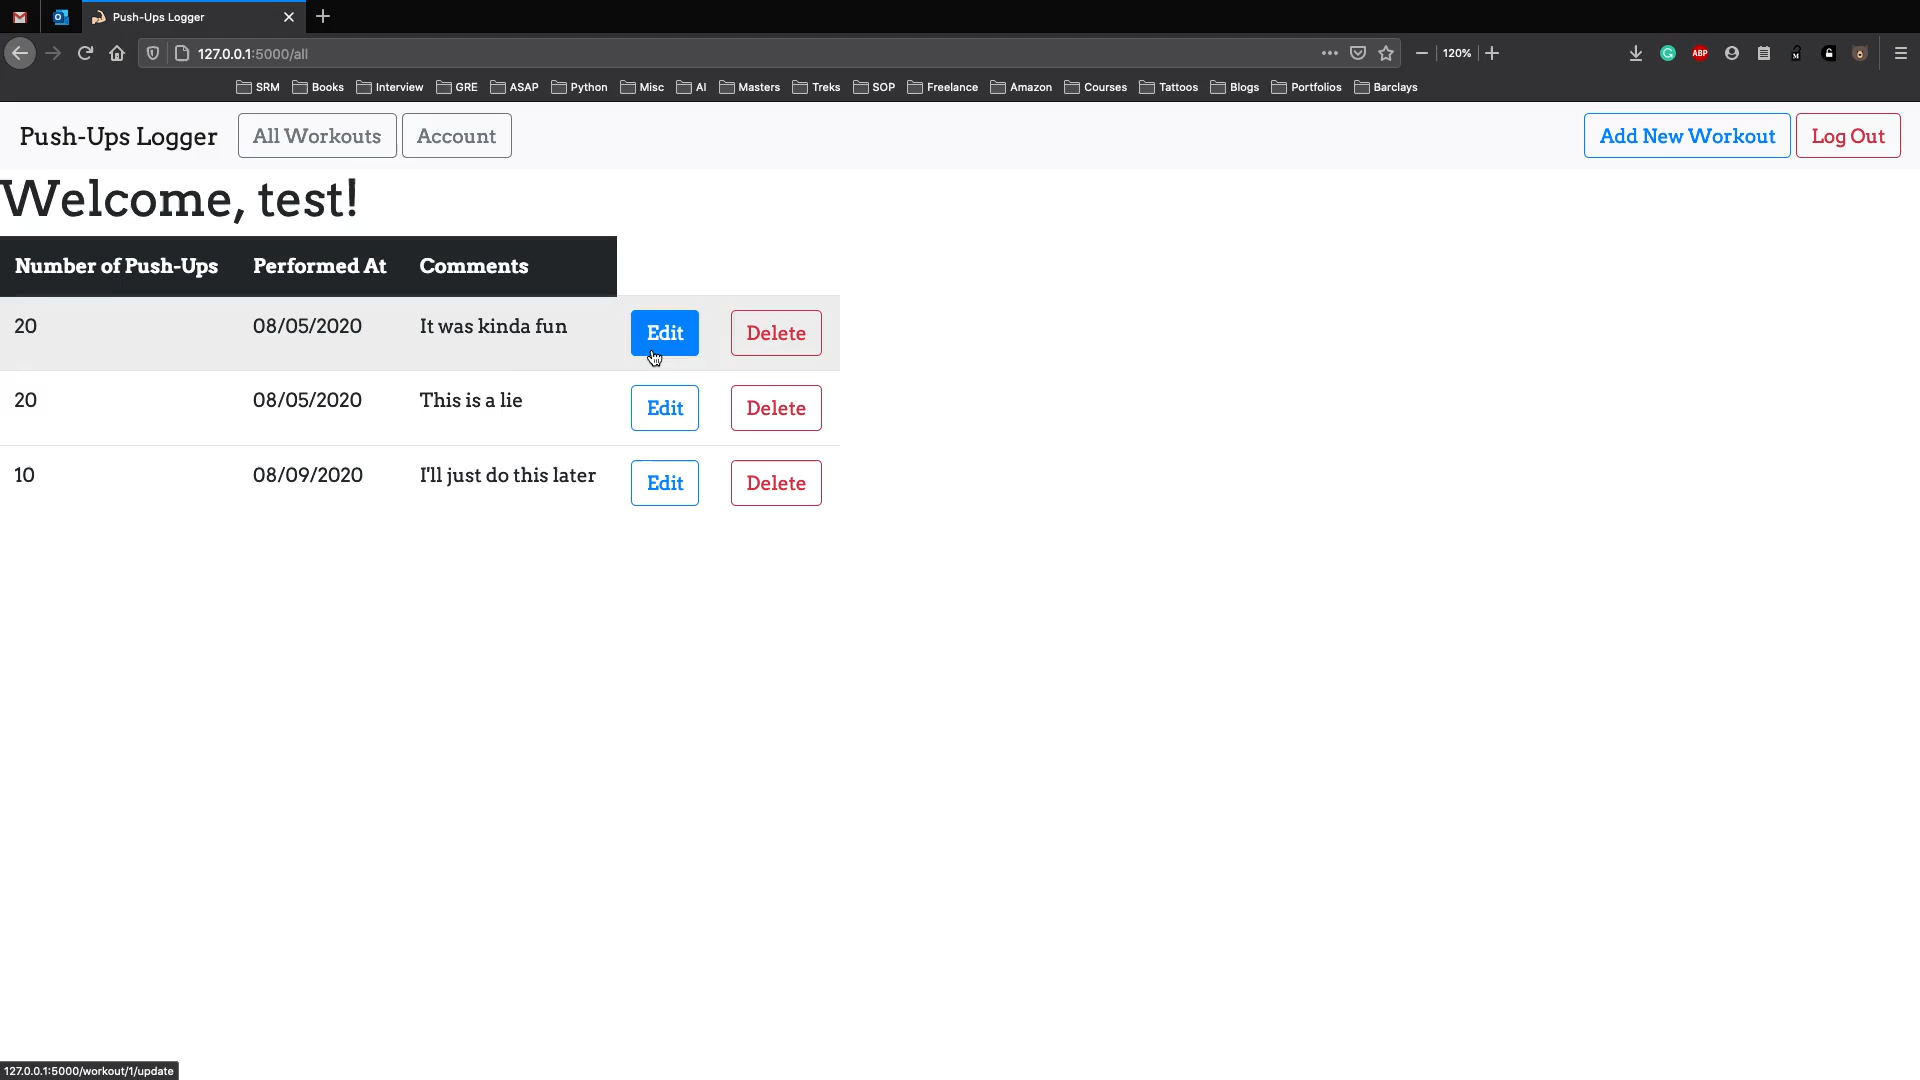 Push-Ups Logger
127.0.0.1:5000/all
120%
ABP
SRM Books Interview GRE ASAP Python Misc AI Masters Treks SOP Freelance Amazon Courses Tattoos Blogs Portfolios Barclays
Push-Ups Logger All Workouts Account Add New Workout Log Out
Welcome, test!
Number of Push-Ups Performed At Comments
20 08/05/2020 It was kinda fun Edit Delete
20 08/05/2020 This is a lie Edit Delete
10 08/09/2020 I'll just do this later Edit Delete
127.0.0.1:5000/workout/1/update